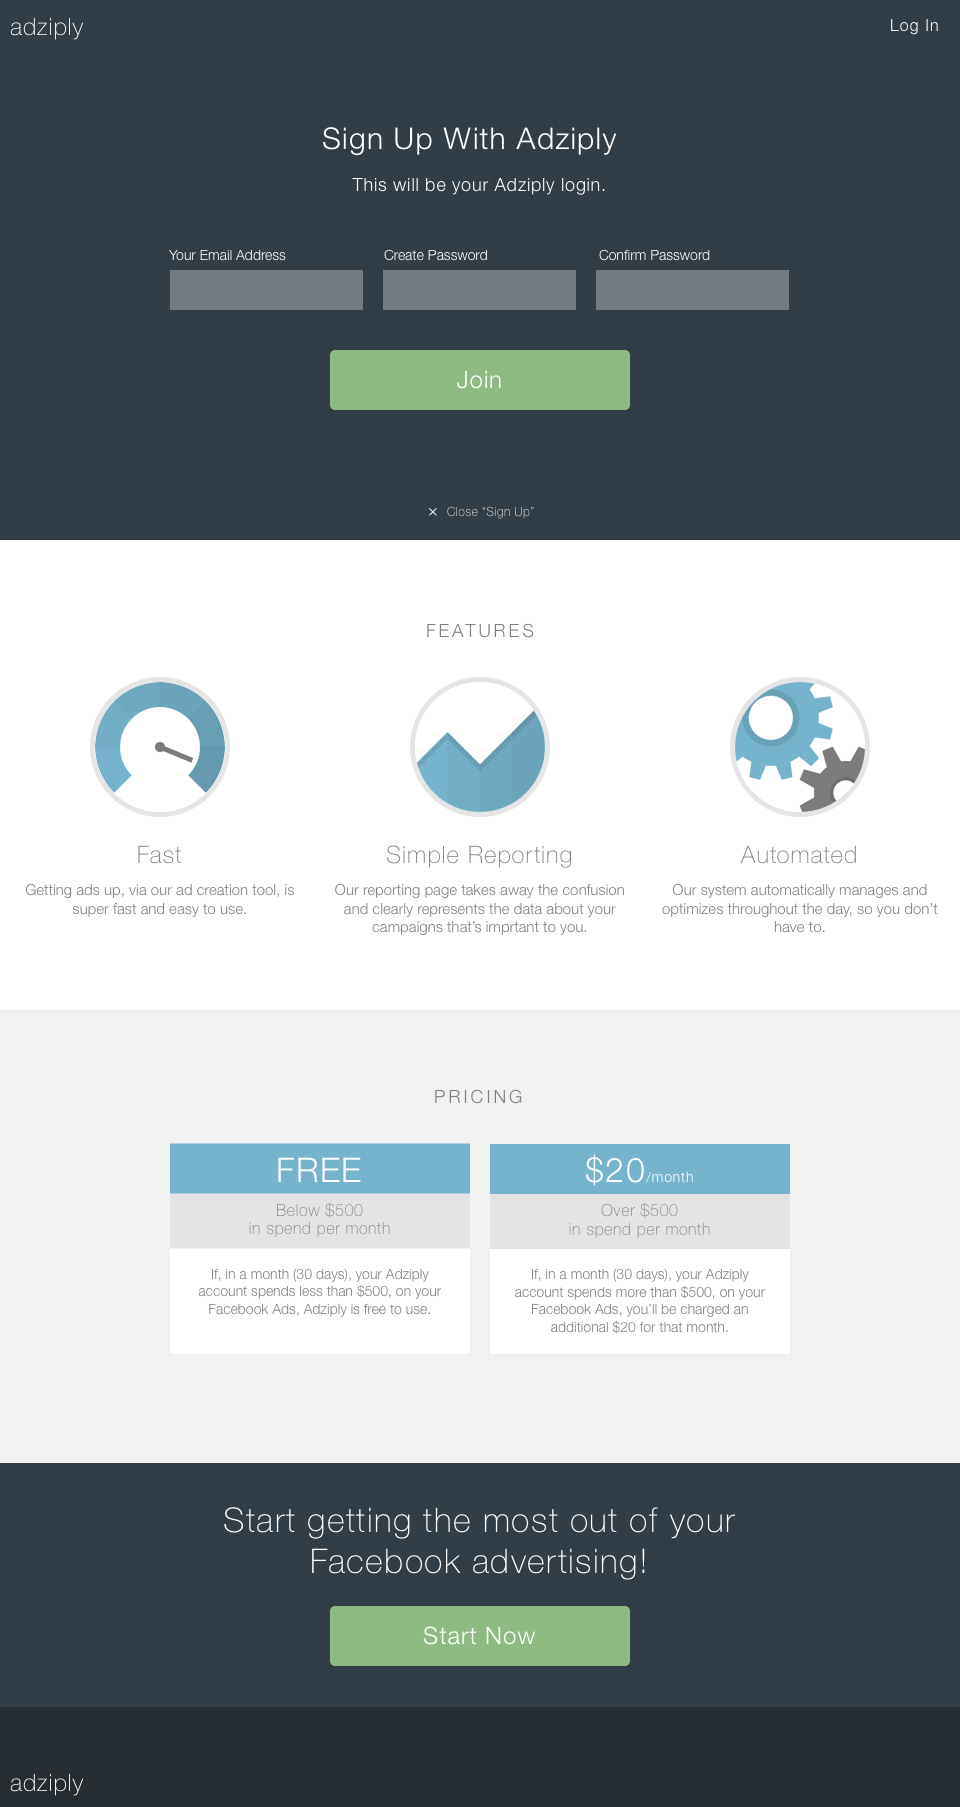 adziply
Log In
Sign Up With Adziply
This will be your Adziply login.
Your Email Address
Create Password
Confirm Password
Join
× Close “Sign Up”
FEATURES
Fast
Getting ads up, via our ad creation tool, is
super fast and easy to use.
Simple Reporting
Our reporting page takes away the confusion
and clearly represents the data about your
campaigns that’s imprtant to you.
Automated
Our system automatically manages and
optimizes throughout the day, so you don’t
have to.
PRICING
FREE
Below $500
in spend per month
If, in a month (30 days), your Adziply
account spends less than $500, on your
Facebook Ads, Adziply is free to use.
$20/month
Over $500
in spend per month
If, in a month (30 days), your Adziply
account spends more than $500, on your
Facebook Ads, you’ll be charged an
additional $20 for that month.
Start getting the most out of your
Facebook advertising!
Start Now
adziply